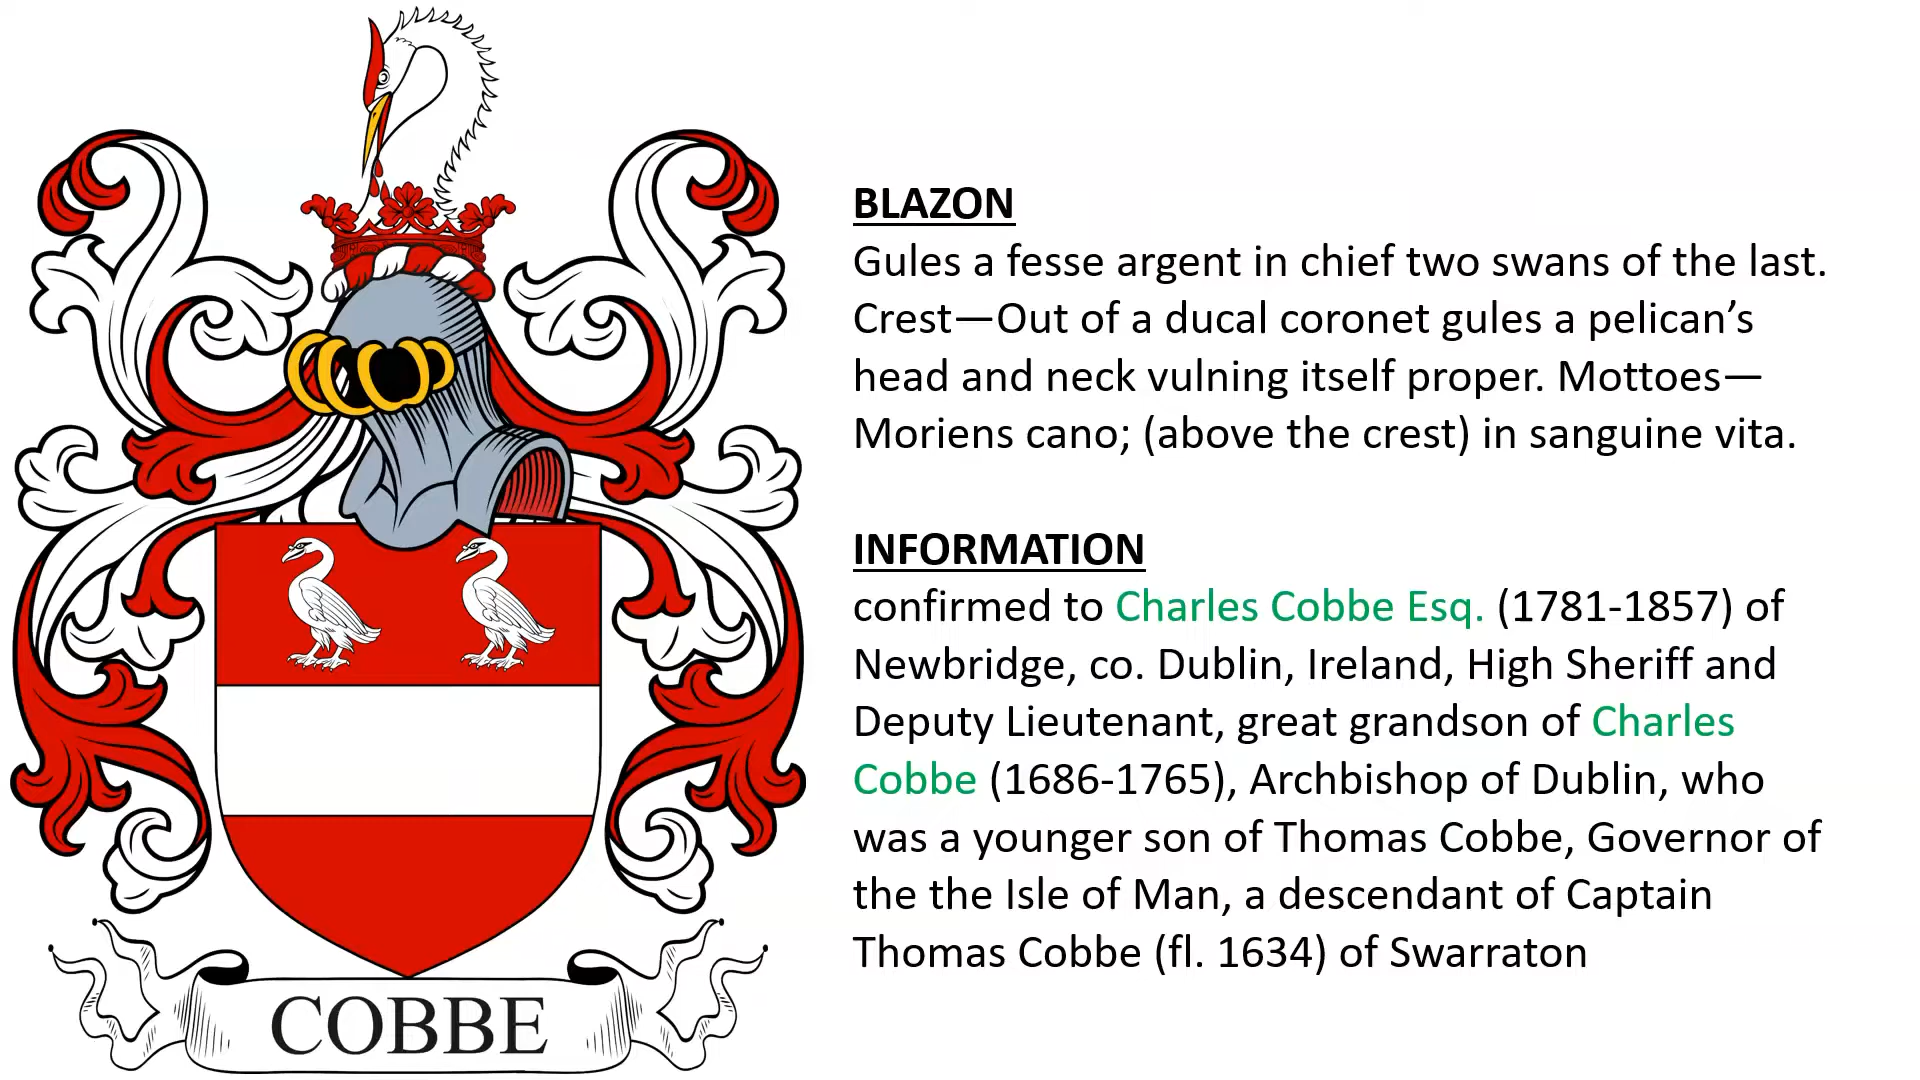 BLAZON
Gules a fesse argent in chief two swans of the last.
Crest—Out of a ducal coronet gules a pelican’s
head and neck vulning itself proper. Mottoes—
Moriens cano; (above the crest) in sanguine vita.
INFORMATION
confirmed to Charles Cobbe Esq. (1781-1857) of
Newbridge, co. Dublin, Ireland, High Sheriff and
Deputy Lieutenant, great grandson of Charles
Cobbe (1686-1765), Archbishop of Dublin, who
was a younger son of Thomas Cobbe, Governor of
the the Isle of Man, a descendant of Captain
Thomas Cobbe (fl. 1634) of Swarraton
COBBE